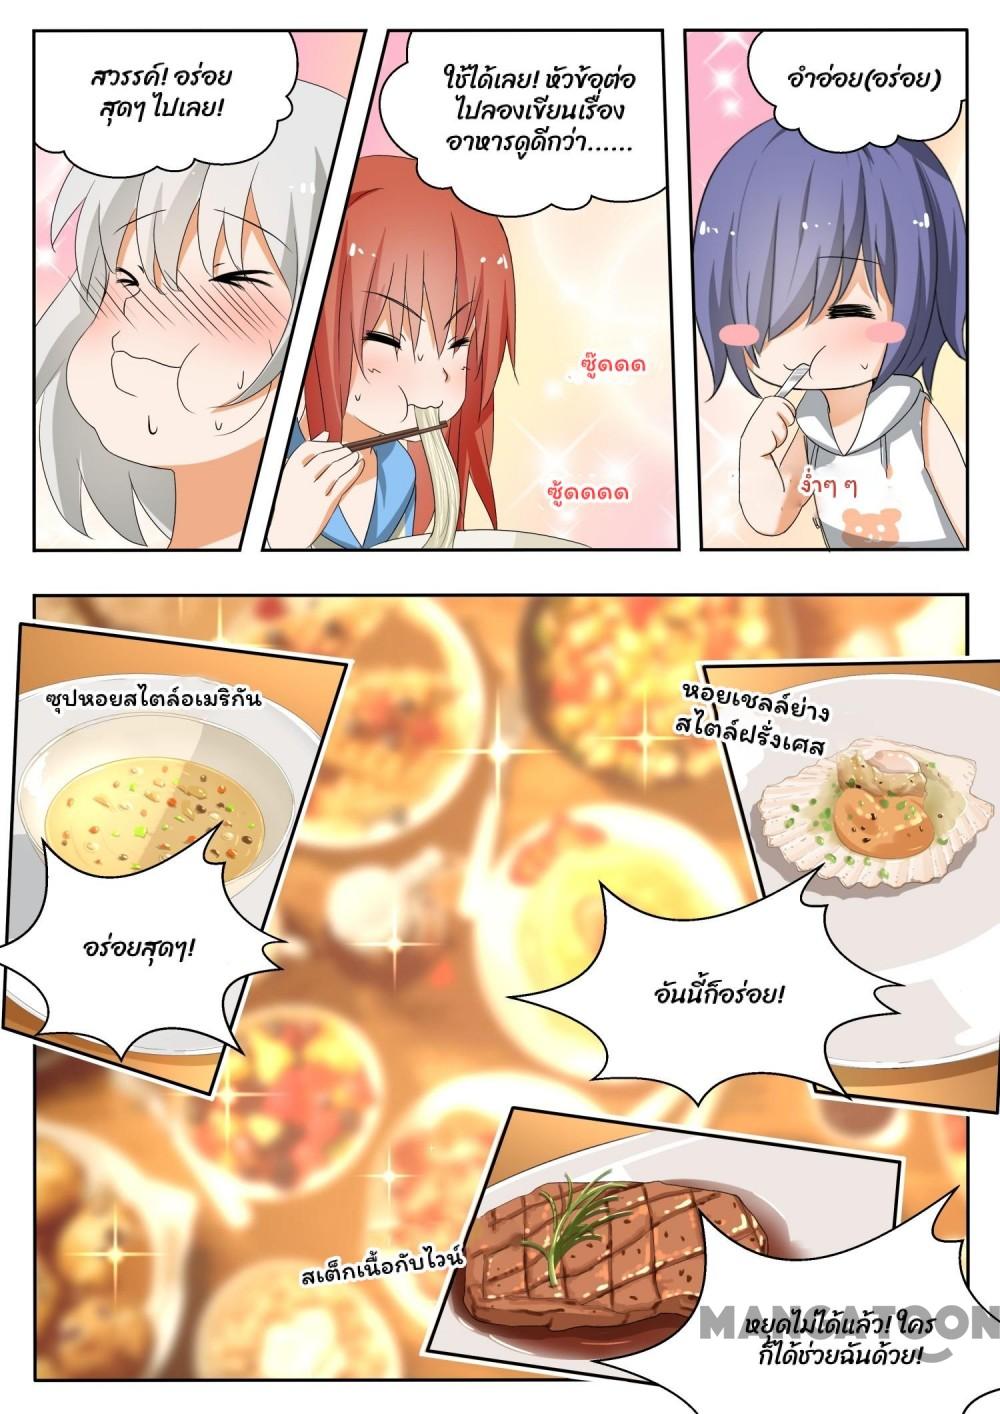 สวรรค์! อร่อย
สุดๆ ไปเลย!
ใช้ได้เลย! หัวข้อต่อ
ไปลองเขียนเรื่อง
อาหารดูดีกว่า......
อำอ่อย(อร่อย)
ซู๊ดดด
ซู้ดดดด
ง่ำๆ ๆ
ซุปหอยสไตล์อเมริกัน
หอยเชลล์ย่าง
สไตล์ฝรั่งเศส
อร่อยสุดๆ!
อันนี้ก็อร่อย!
สเต็กเนื้อกับไวน์
MANGATOON
หยุดไม่ได้แล้ว! ใคร
ก็ได้ช่วยฉันด้วย!